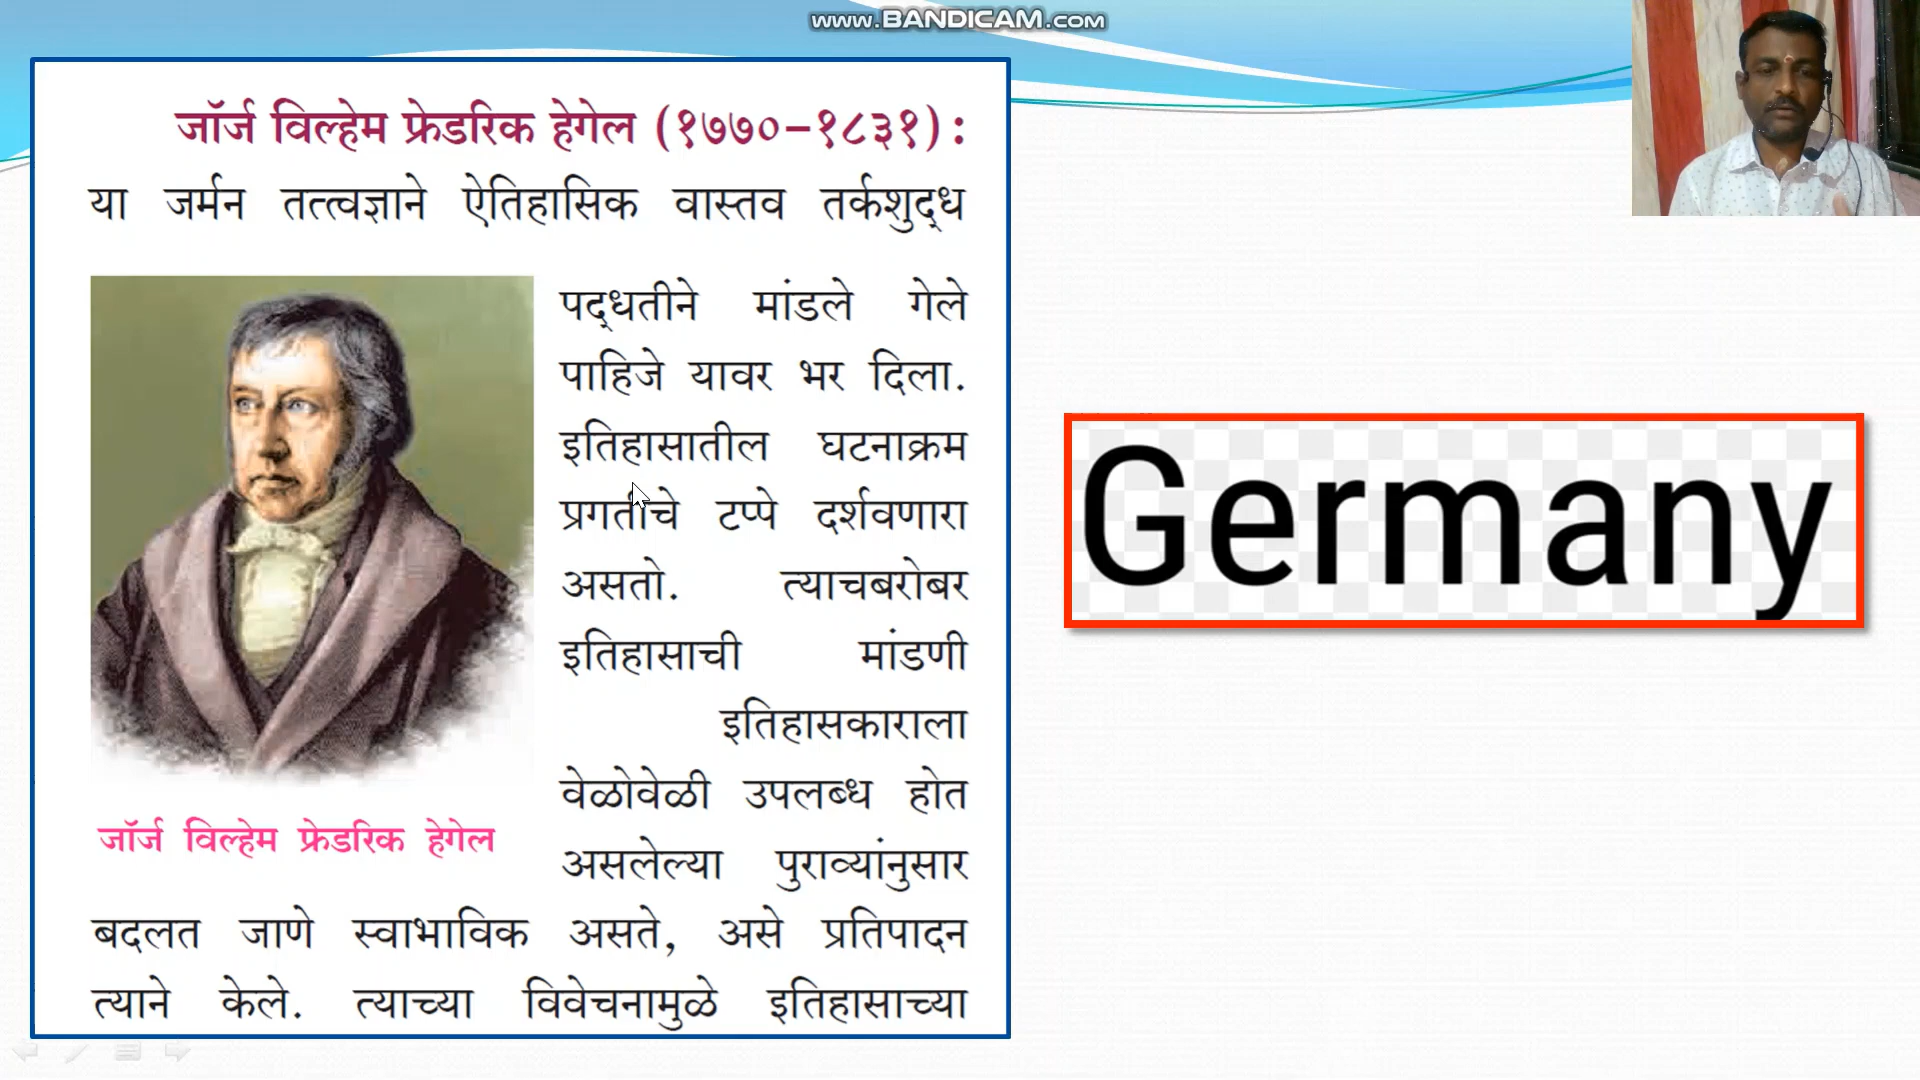 www.BANDICAM.com
जॉर्ज विल्हेम फ्रेडरिक हेगेल (१७७०-१८३१) :
या जर्मन तत्त्वज्ञाने ऐतिहासिक वास्तव तर्कशुद्ध
पद्धतीने मांडले गेले
पाहिजे यावर भर दिला.
इतिहासातील घटनाक्रम
प्रगतीचे टप्पे दर्शवणारा
असतो. त्याचबरोबर
इतिहासाची मांडणी
इतिहासकाराला
वेळोवेळी उपलब्ध होत
असलेल्या पुराव्यांनुसार
बदलत जाणे स्वाभाविक असते, असे प्रतिपादन
त्याने केले. त्याच्या विवेचनामुळे इतिहासाच्या
जॉर्ज विल्हेम फ्रेडरिक हेगेल
Germany